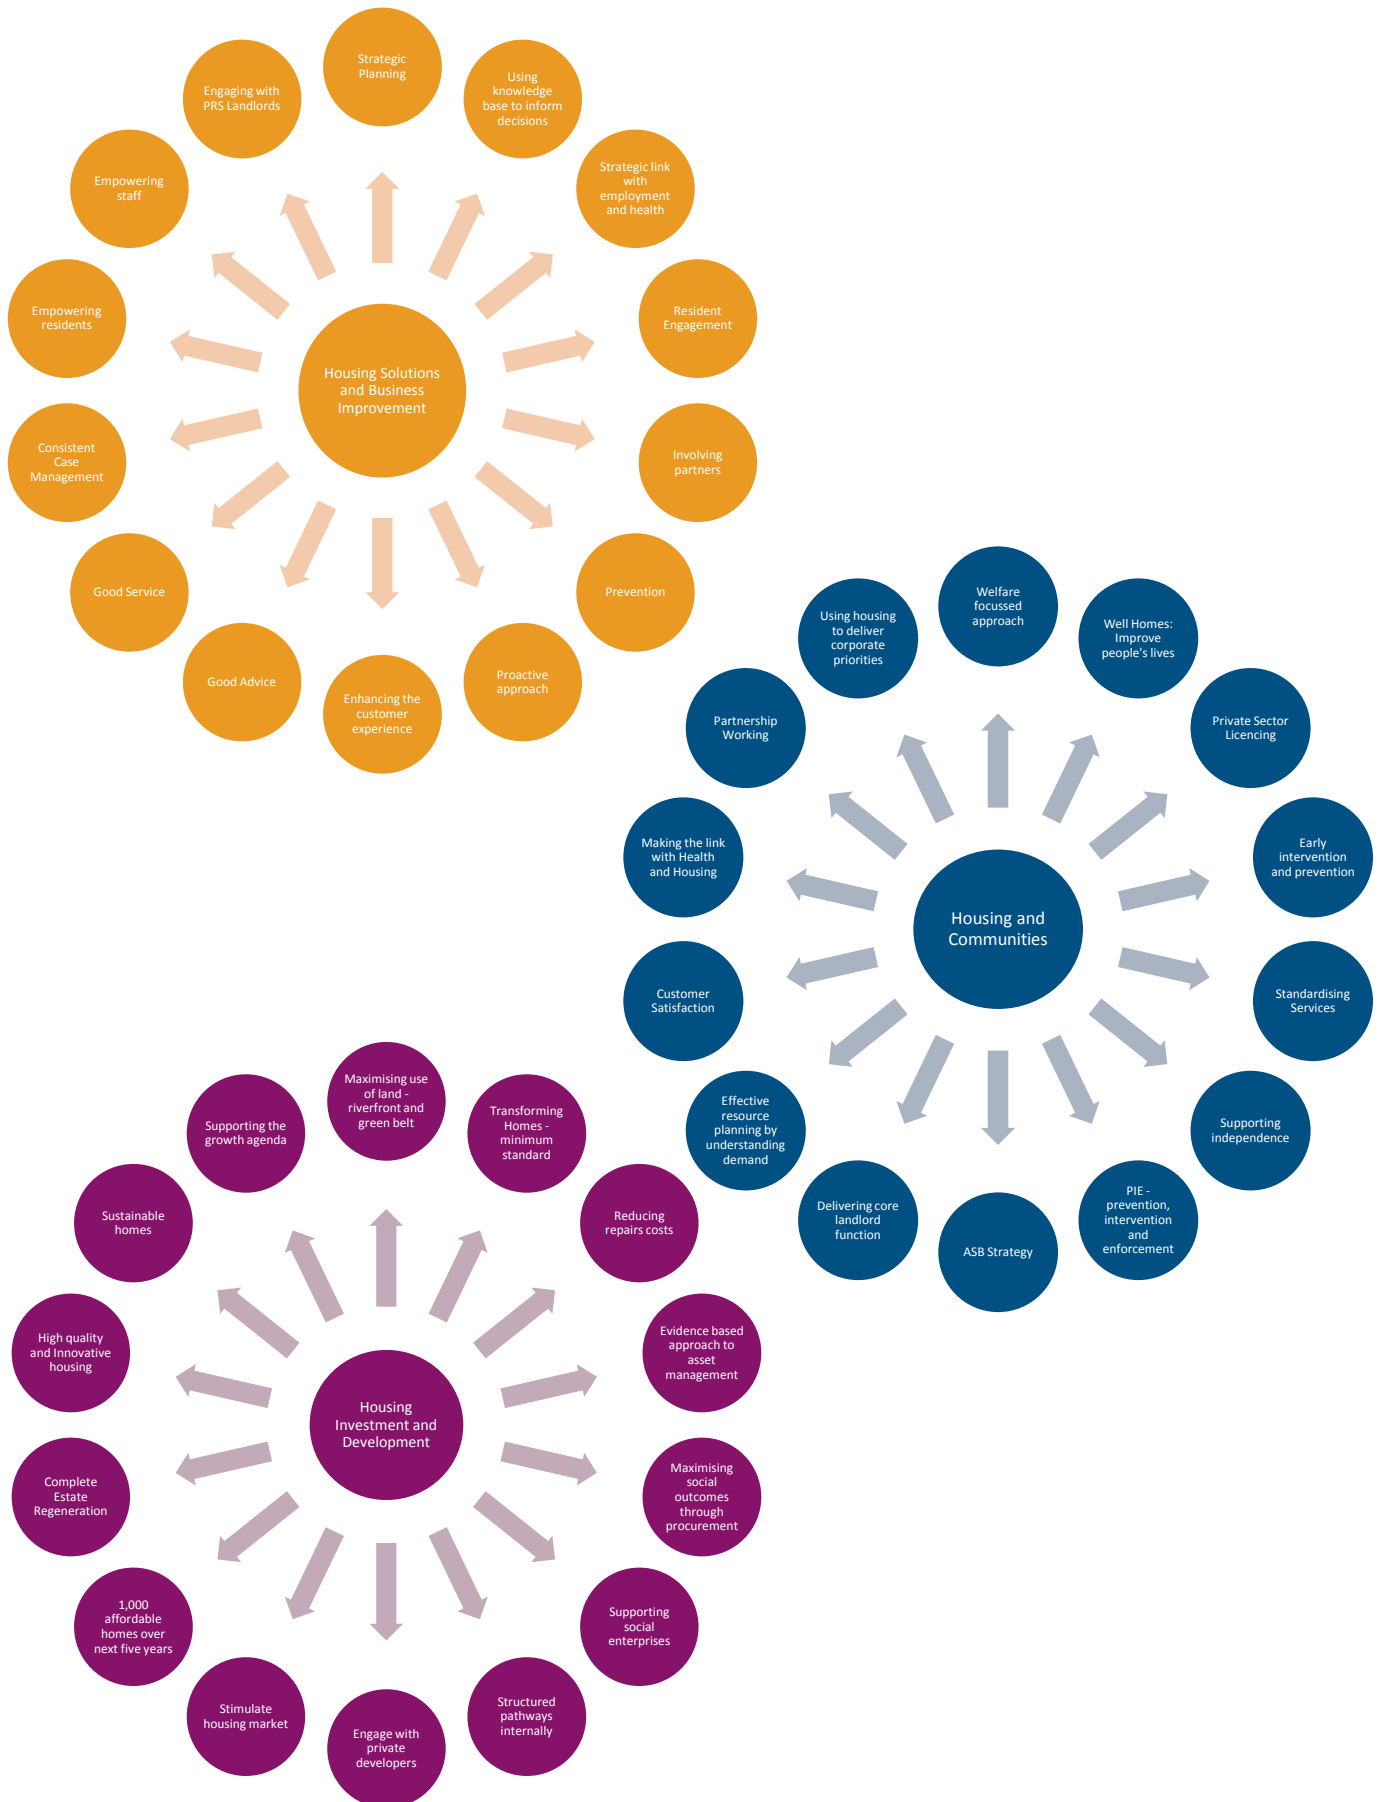 Strategic
Planning
Using
knowledge
base to inform
decisions
Strategic link
with
employment
and health
Resident
Engagement
Involving
partners
Prevention
Proactive
approach
Enhancing the
customer
experience
Good Advice
Good Service
Consistent
Case
Management
Empowering
residents
Empowering
staff
Engaging with
PRS Landlords
Housing Solutions
and Business
Improvement
Welfare
focussed
approach
Well Homes:
Improve
people's lives
Private Sector
Licencing
Early
intervention
and prevention
Standardising
Services
Supporting
independence
PIE -
prevention,
intervention
and
enforcement
ASB Strategy
Delivering core
landlord
function
Effective
resource
planning by
understanding
demand
Customer
Satisfaction
Making the link
with Health
and Housing
Partnership
Working
Using housing
to deliver
corporate
priorities
Housing and
Communities
Maximising use
of land -
riverfront and
green belt
Transforming
Homes -
minimum
standard
Reducing
repairs costs
Evidence based
approach to
asset
management
Maximising
social
outcomes
through
procurement
Supporting
social
enterprises
Structured
pathways
internally
Engage with
private
developers
Stimulate
housing market
1,000
affordable
homes over
next five years
Complete
Estate
Regeneration
High quality
and Innovative
housing
Sustainable
homes
Supporting the
growth agenda
Housing
Investment and
Development